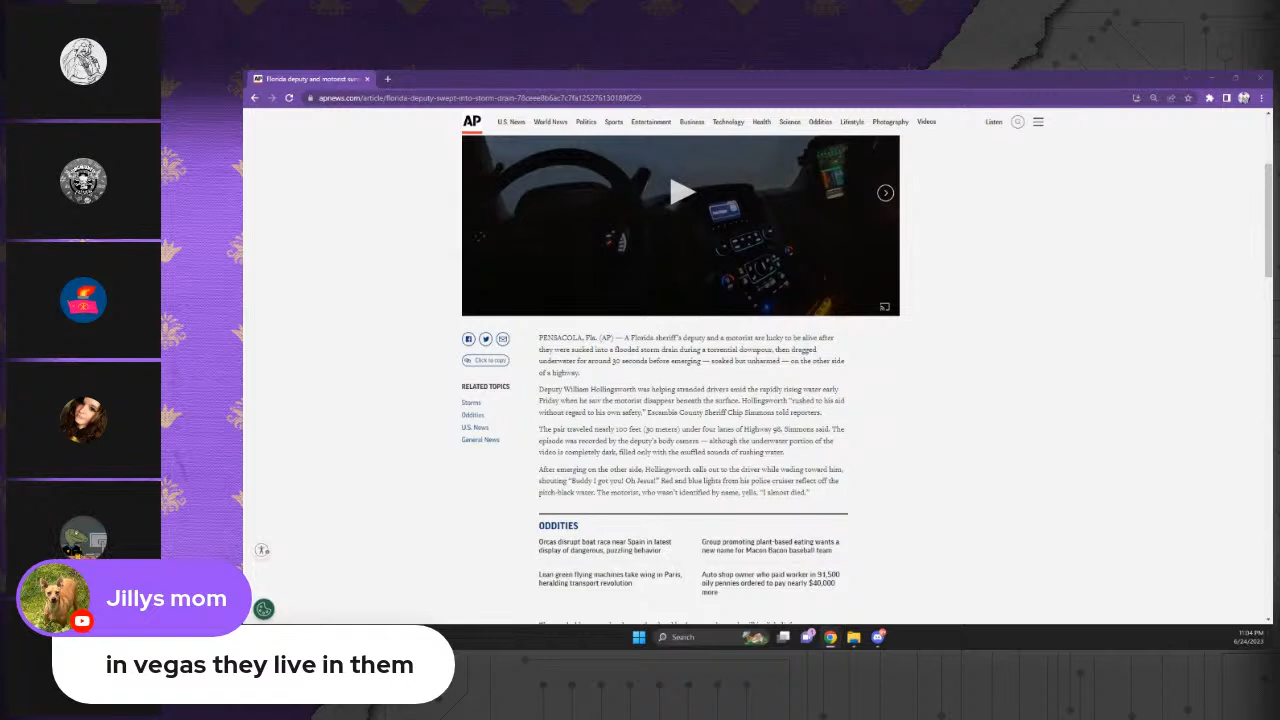 Florida deputy and motorist surv
apnews.com/article/florida-deputy-swept-into-storm-drain-78ceee8b6ac7c7fa125276130189f229
AP
U.S. News World News Politics Sports Entertainment Business Technology Health Science Oddities Lifestyle Photography Videos
Listen
Click to copy
RELATED TOPICS
Storms
Oddities
U.S. News
General News
PENSACOLA, Fla. (AP) — A Florida sheriff's deputy and a motorist are lucky to be alive after
they were sucked into a flooded storm drain during a torrential downpour, then dragged
underwater for around 30 seconds before emerging — soaked but unharmed — on the other side
of a highway.
Deputy William Hollingsworth was helping stranded drivers amid the rapidly rising water early
Friday when he saw the motorist disappear beneath the surface. Hollingsworth "rushed to his aid
without regard to his own safety," Escambia County Sheriff Chip Simmons told reporters.
The pair traveled nearly 100 feet (30 meters) under four lanes of Highway 98, Simmons said. The
episode was recorded by the deputy's body camera — although the underwater portion of the
video is completely dark, filled only with the muffled sounds of rushing water.
After emerging on the other side, Hollingsworth calls out to the driver while wading toward him,
shouting "Buddy I got you! Oh Jesus!" Red and blue lights from his police cruiser reflect off the
pitch-black water. The motorist, who wasn't identified by name, yells, "I almost died."
ODDITIES
Orcas disrupt boat race near Spain in latest
display of dangerous, puzzling behavior
Group promoting plant-based eating wants a
new name for Macon Bacon baseball team
Lean green flying machines take wing in Paris,
heralding transport revolution
Auto shop owner who paid worker in 91,500
oily pennies ordered to pay nearly $40,000
more
Search
11:04 PM
6/24/2023
Jillys mom
in vegas they live in them